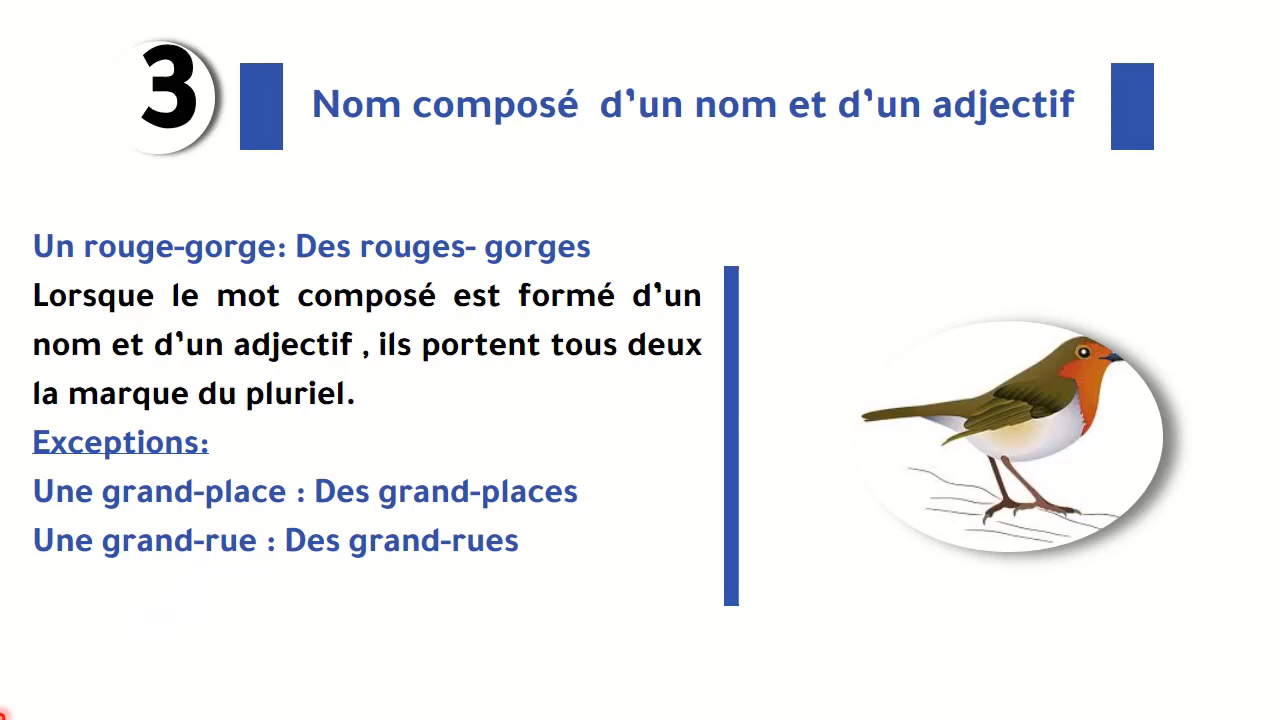 3
Nom composé d’un nom et d’un adjectif
Un rouge-gorge: Des rouges- gorges
Lorsque le mot composé est formé d’un
nom et d’un adjectif , ils portent tous deux
la marque du pluriel.
Exceptions:
Une grand-place : Des grand-places
Une grand-rue : Des grand-rues